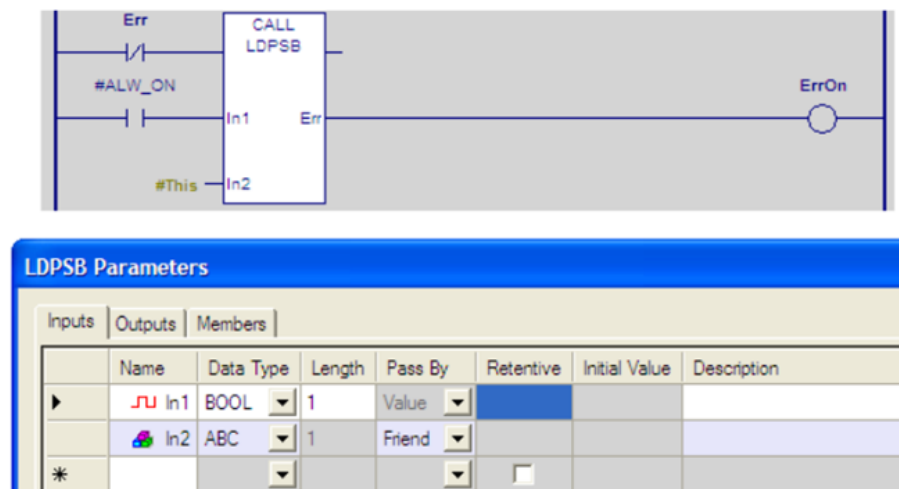 Err
CALL
LDPSB
#ALW_ON
ErrOn
In1 Err
#This In2
LDPSB Parameters
Inputs Outputs Members
Name Data Type Length Pass By Retentive Initial Value Description
In1 BOOL 1 Value
In2 ABC 1 Friend
*